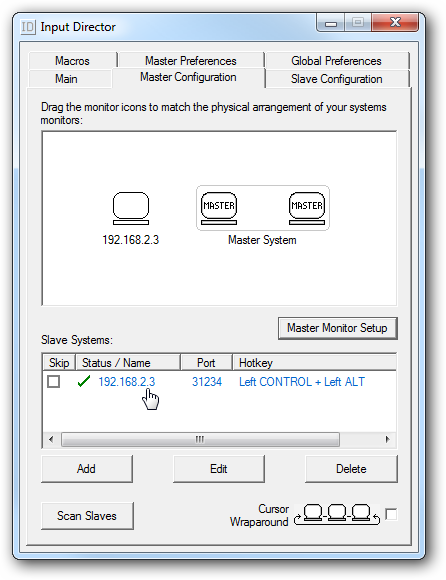 ID Input Director
Macros Master Preferences Global Preferences
Main Master Configuration Slave Configuration
Drag the monitor icons to match the physical arrangement of your systems
monitors:
MASTER MASTER
192.168.2.3 Master System
Master Monitor Setup
Slave Systems:
Skip Status / Name Port Hotkey
192.168.2.3 31234 Left CONTROL + Left ALT
Add Edit Delete
Scan Slaves
Cursor
Wraparound